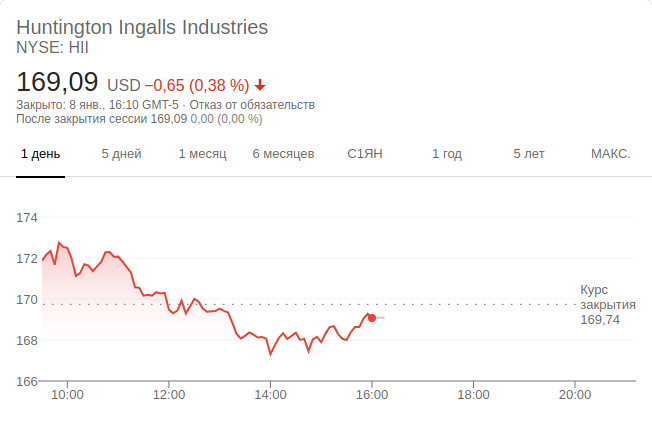 Huntington Ingalls Industries
NYSE: HII
169,09 USD −0,65 (0,38 %)
Закрыто: 8 янв., 16:10 GMT-5 · Отказ от обязательств
После закрытия сессии 169,09 0,00 (0,00 %)
1 день 5 дней 1 месяц 6 месяцев С1ЯН 1 год 5 лет МАКС.
174
172
170
168
166
Курс
закрытия
169,74
10:00 12:00 14:00 16:00 18:00 20:00